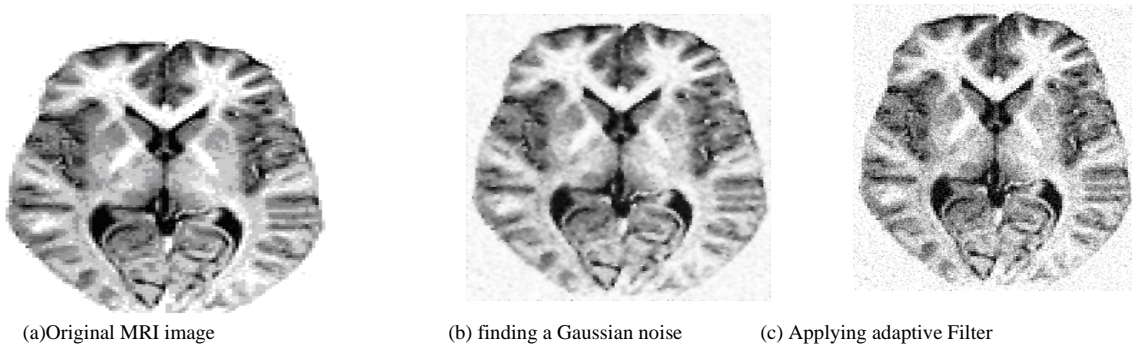 (a)Original MRI image
(b) finding a Gaussian noise
(c) Applying adaptive Filter